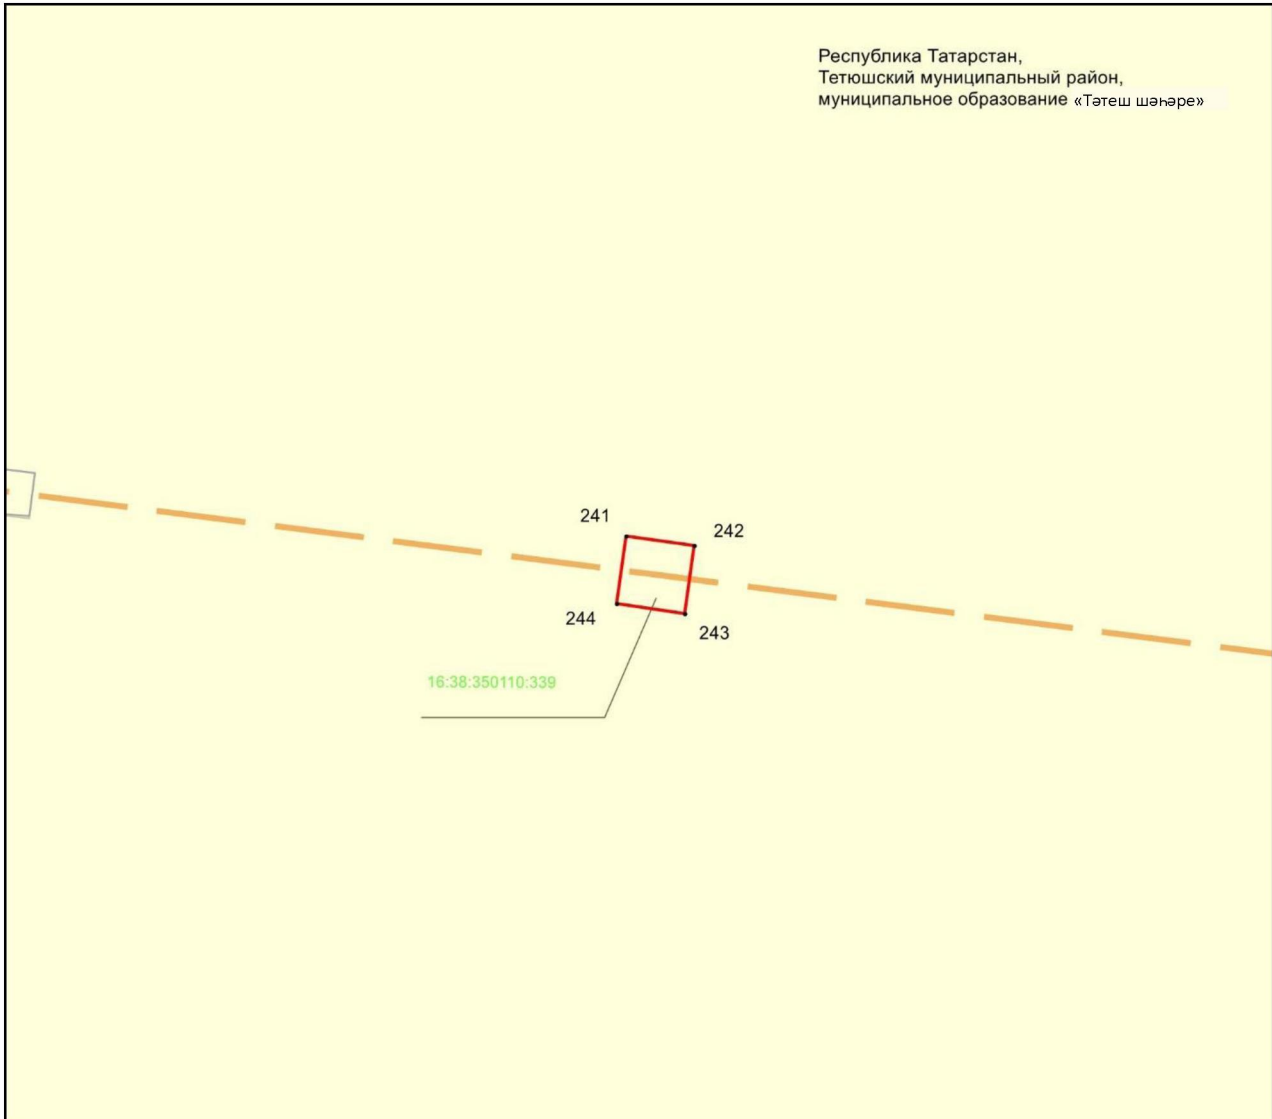 Республика Татарстан,
Тетюшский муниципальный район,
муниципальное образование «Тәтеш шәһәре»
241
242
244
243
16:38:350110:339